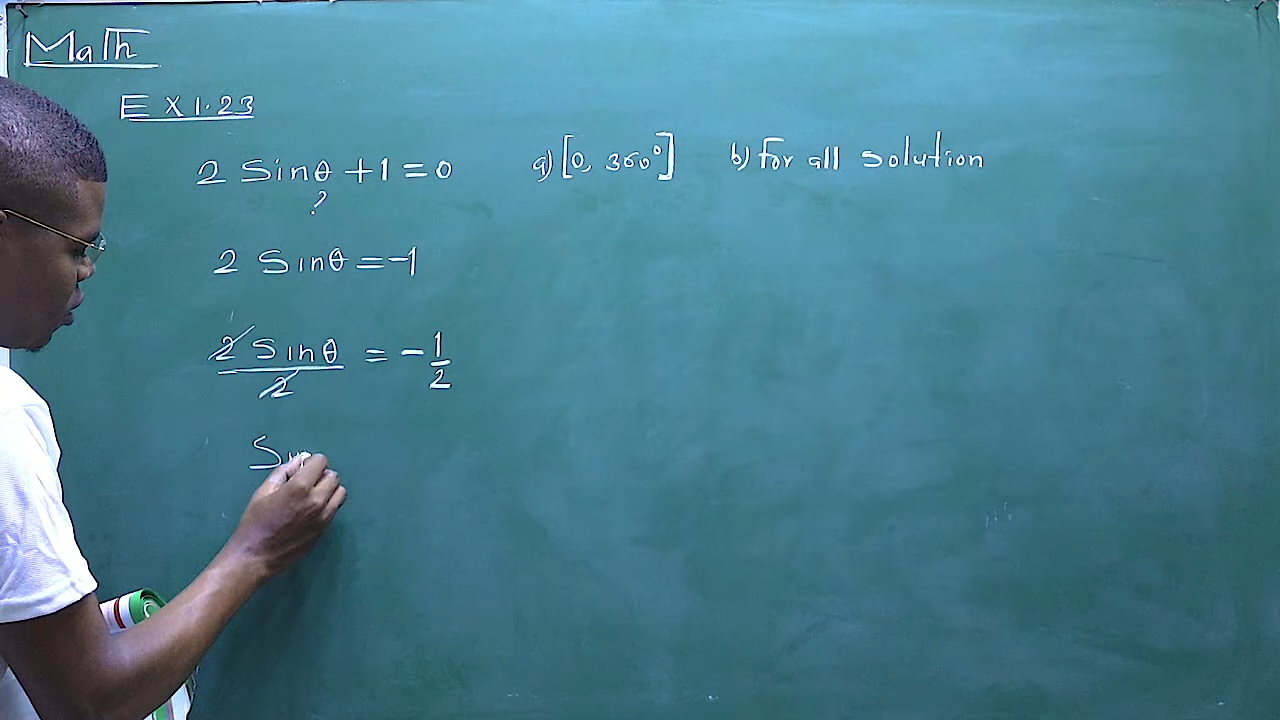 Math
EX1.23
2 Sinθ + 1 = 0 a) [0, 360°] b) for all solution
?
2 Sinθ = -1
2 Sinθ / 2 = - 1/2
Sin